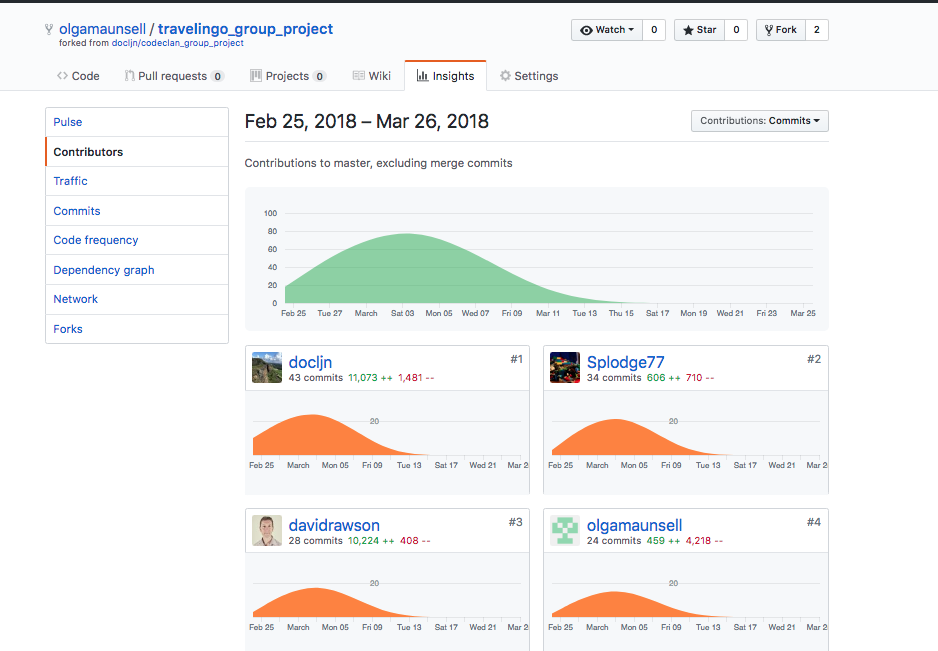 olgamaunsell / travelingo_group_project
forked from docljn/codeclan_group_project
Watch 0 Star 0 Fork 2
Code Pull requests 0 Projects 0 Wiki Insights Settings
Pulse
Contributors
Traffic
Commits
Code frequency
Dependency graph
Network
Forks
Feb 25, 2018 – Mar 26, 2018
Contributions: Commits
Contributions to master, excluding merge commits
100
80
60
40
20
0
Feb 25 Tue 27 March Sat 03 Mon 05 Wed 07 Fri 09 Mar 11 Tue 13 Thu 15 Sat 17 Mon 19 Wed 21 Fri 23 Mar 25
docljn #1
43 commits 11,073 ++ 1,481 --
20
Feb 25 March Mon 05 Fri 09 Tue 13 Sat 17 Wed 21 Mar 2
Splodge77 #2
34 commits 606 ++ 710 --
20
Feb 25 March Mon 05 Fri 09 Tue 13 Sat 17 Wed 21 Mar 2
davidrawson #3
28 commits 10,224 ++ 408 --
20
Feb 25 March Mon 05 Fri 09 Tue 13 Sat 17 Wed 21 Mar 2
olgamaunsell #4
24 commits 459 ++ 4,218 --
20
Feb 25 March Mon 05 Fri 09 Tue 13 Sat 17 Wed 21 Mar 2